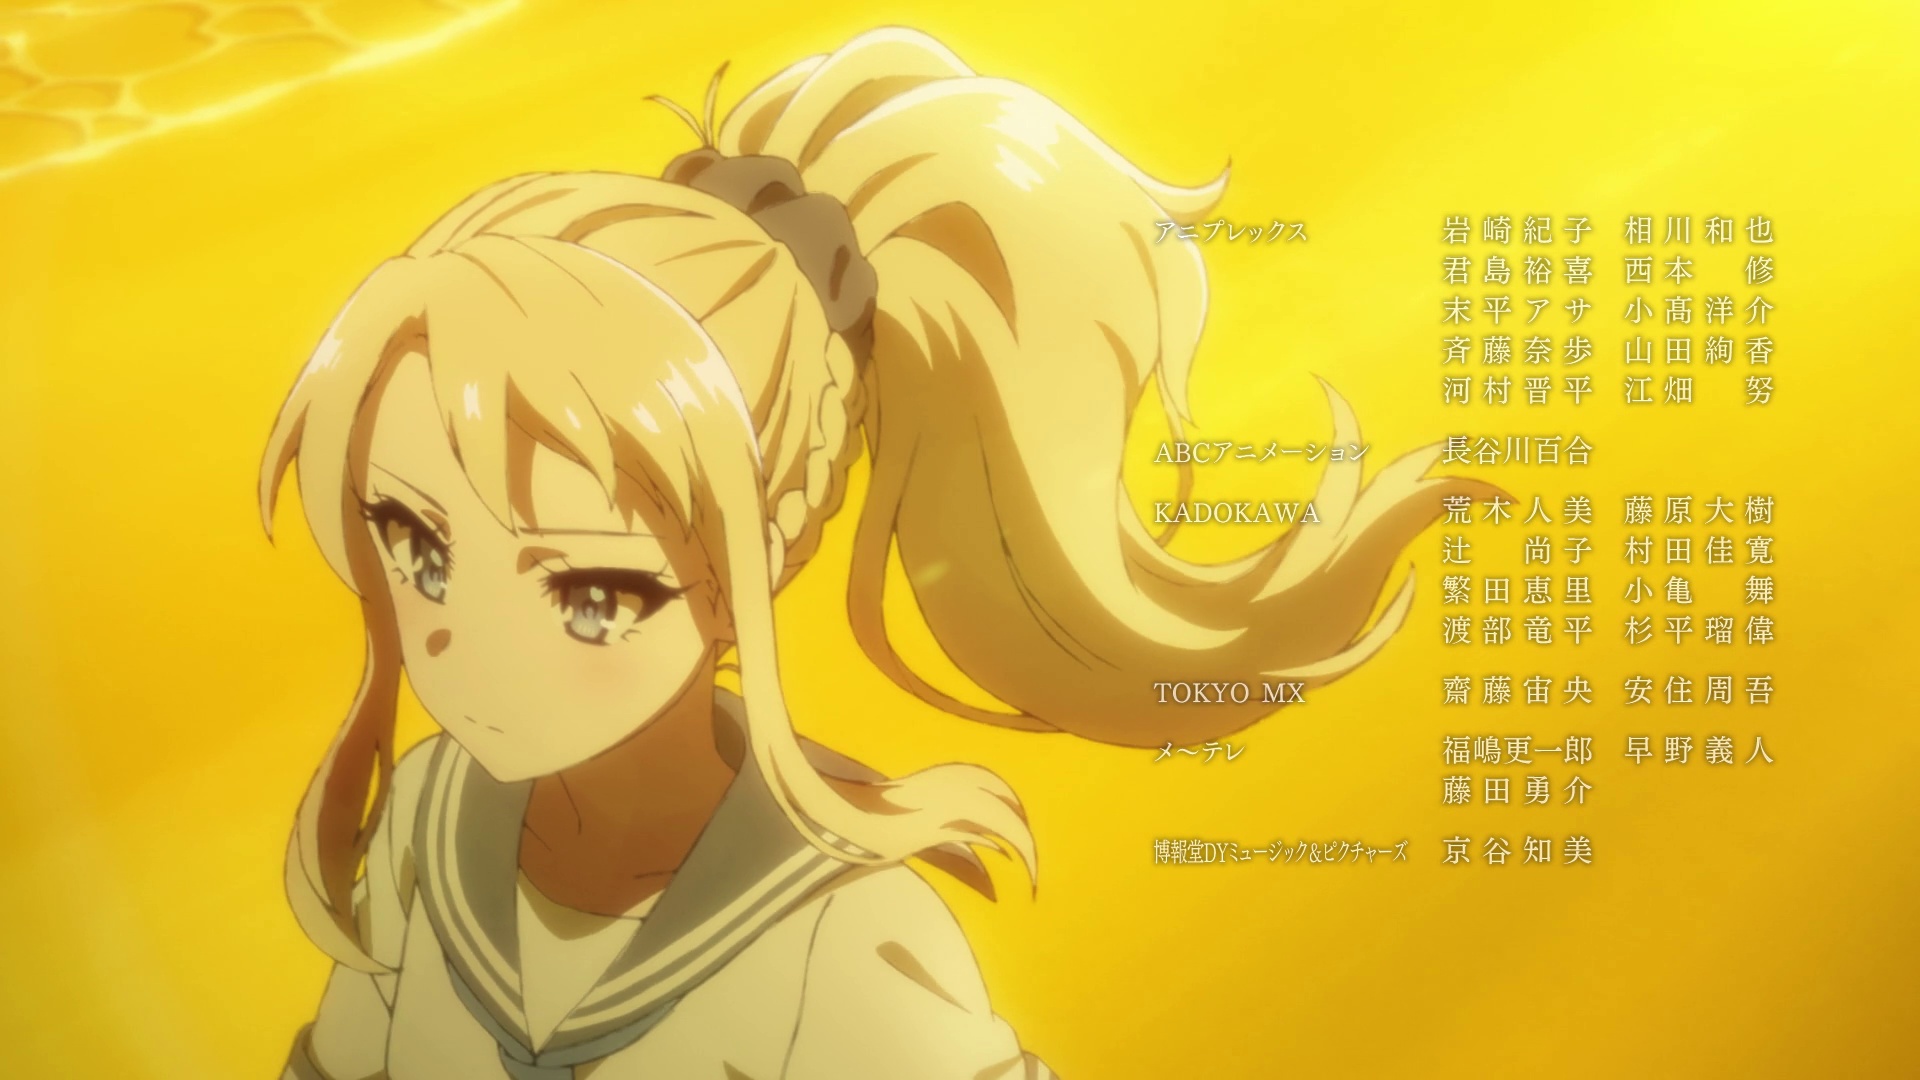 アニプレックス 岩崎紀子 相川和也
君島裕喜 西本 修
末平アサ 小髙洋介
斉藤奈歩 山田絢香
河村晋平 江畑 努
ABCアニメーション 長谷川百合
KADOKAWA 荒木人美 藤原大樹
辻 尚子 村田佳寛
繁田恵里 小亀 舞
渡部竜平 杉平瑠偉
TOKYO MX 齋藤宙央 安住周吾
メ〜テレ 福嶋更一郎 早野義人
藤田勇介
博報堂DYミュージック&ピクチャーズ 京谷知美